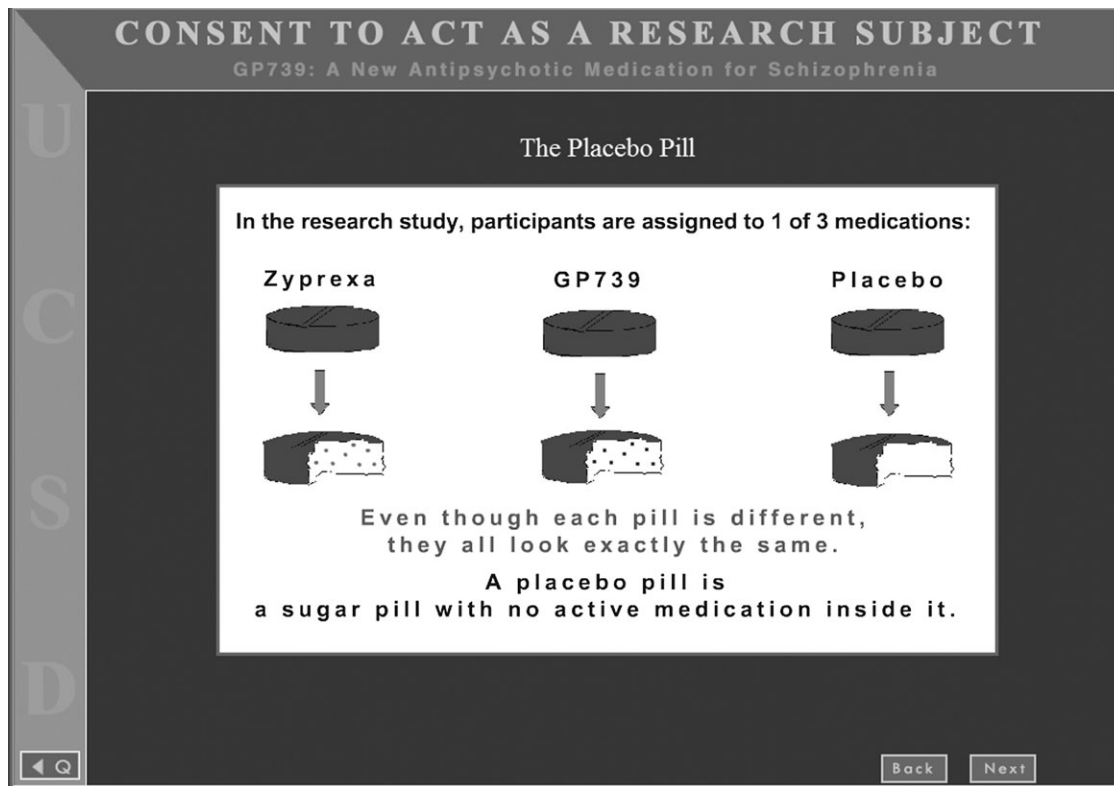 CONSENT TO ACT AS A RESEARCH SUBJECT
GP739: A New Antipsychotic Medication for Schizophrenia
UCSD
The Placebo Pill
In the research study, participants are assigned to 1 of 3 medications:
Zyprexa GP739 Placebo
Even though each pill is different,
they all look exactly the same.
A placebo pill is
a sugar pill with no active medication inside it.
Q
Back Next